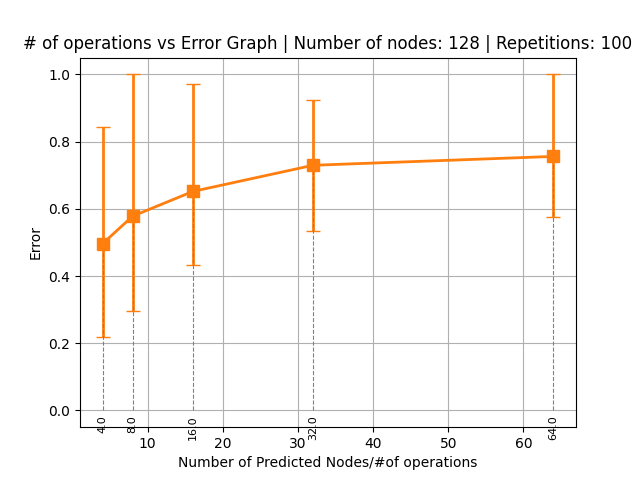 # of operations vs Error Graph | Number of nodes: 128 | Repetitions: 100
1.0
0.8
0.6
0.4
0.2
0.0
Error
4.0
8.0
16.0
32.0
64.0
10 20 30 40 50 60
Number of Predicted Nodes/#of operations